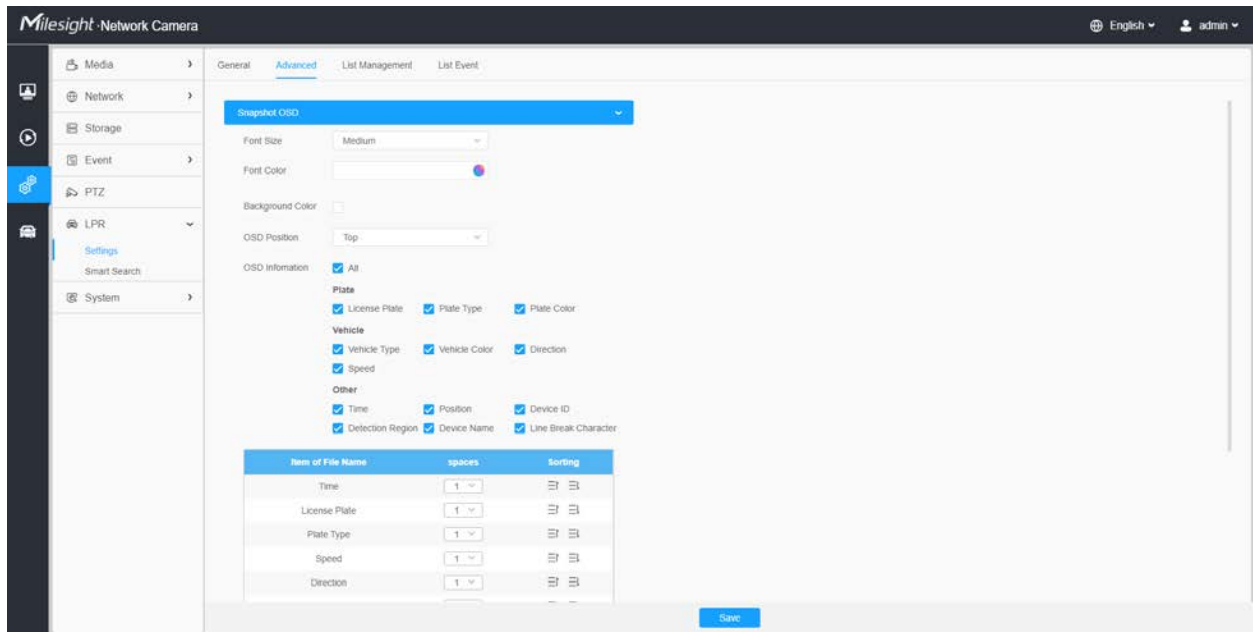 Milesight · Network Camera
English
admin
Media
Network
Storage
Event
PTZ
LPR
Settings
Smart Search
System
General Advanced List Management List Event
Snapshot OSD
Font Size Medium
Font Color
Background Color
OSD Position Top
OSD Infomation All
Plate
License Plate Plate Type Plate Color
Vehicle
Vehicle Type Vehicle Color Direction
Speed
Other
Time Position Device ID
Detection Region Device Name Line Break Character
Item of File Name spaces Sorting
Time 1
License Plate 1
Plate Type 1
Speed 1
Direction 1
Save